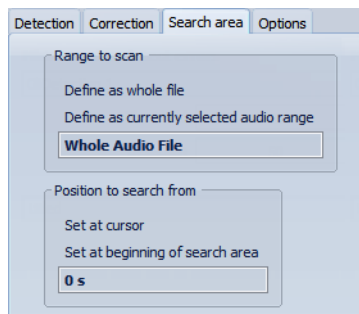 Detection Correction Search area Options
Range to scan
Define as whole file
Define as currently selected audio range
Whole Audio File
Position to search from
Set at cursor
Set at beginning of search area
0 s